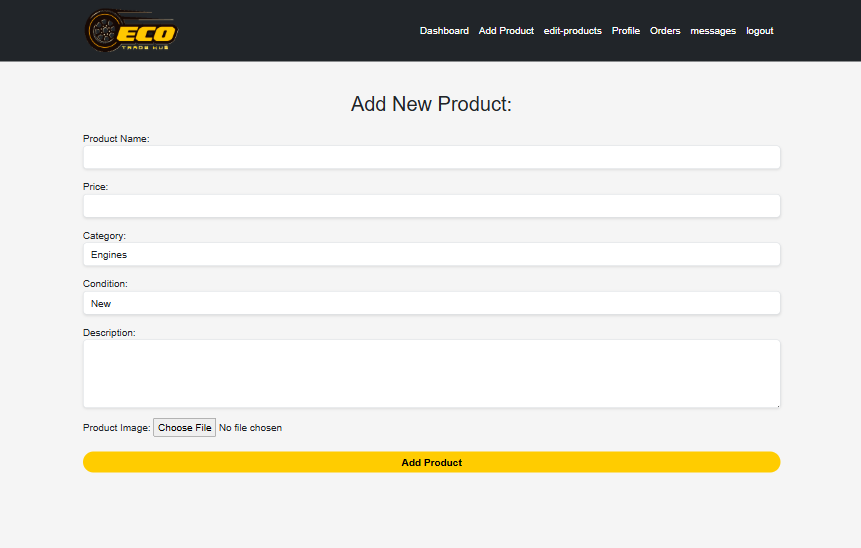 ECO
TRADE HUB
Dashboard Add Product edit-products Profile Orders messages logout
Add New Product:
Product Name:
Price:
Category:
Engines
Condition:
New
Description:
Product Image: Choose File No file chosen
Add Product